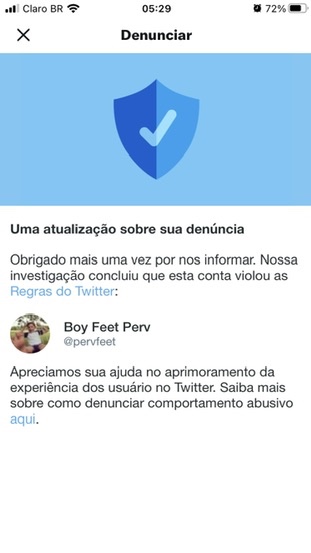 Claro BR
05:29
72%
Denunciar
Uma atualização sobre sua denúncia
Obrigado mais uma vez por nos informar. Nossa
investigação concluiu que esta conta violou as
Regras do Twitter:
Boy Feet Perv
@pervfeet
Apreciamos sua ajuda no aprimoramento da
experiência dos usuário no Twitter. Saiba mais
sobre como denunciar comportamento abusivo
aqui.